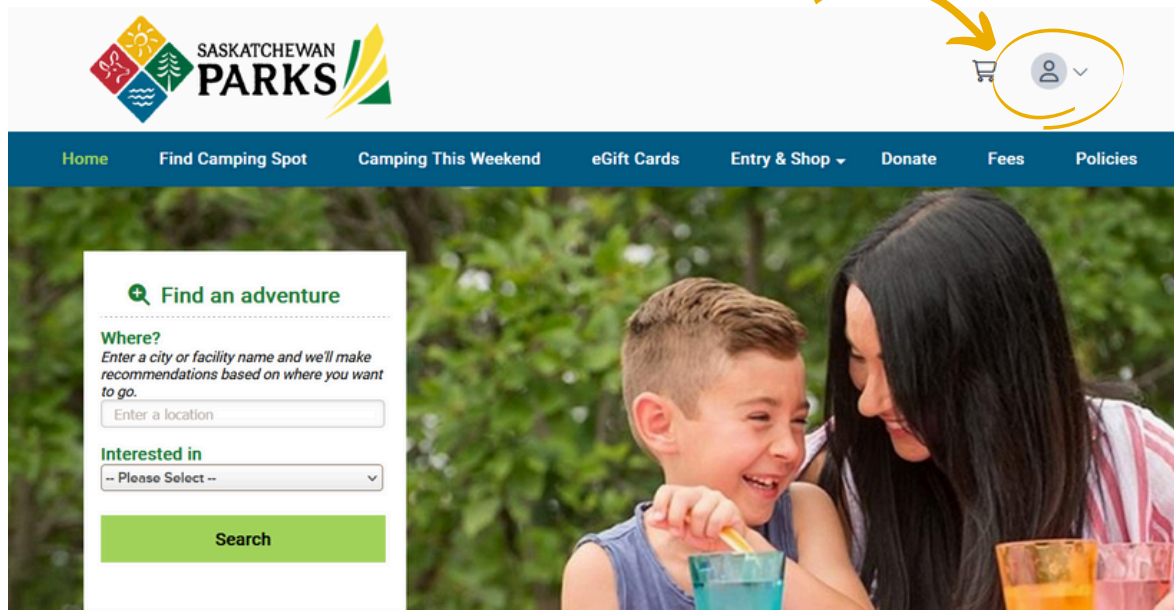 SASKATCHEWAN
PARKS
Home Find Camping Spot Camping This Weekend eGift Cards Entry & Shop Donate Fees Policies
Find an adventure
Where?
Enter a city or facility name and we'll make
recommendations based on where you want
to go.
Enter a location
Interested in
-- Please Select --
Search